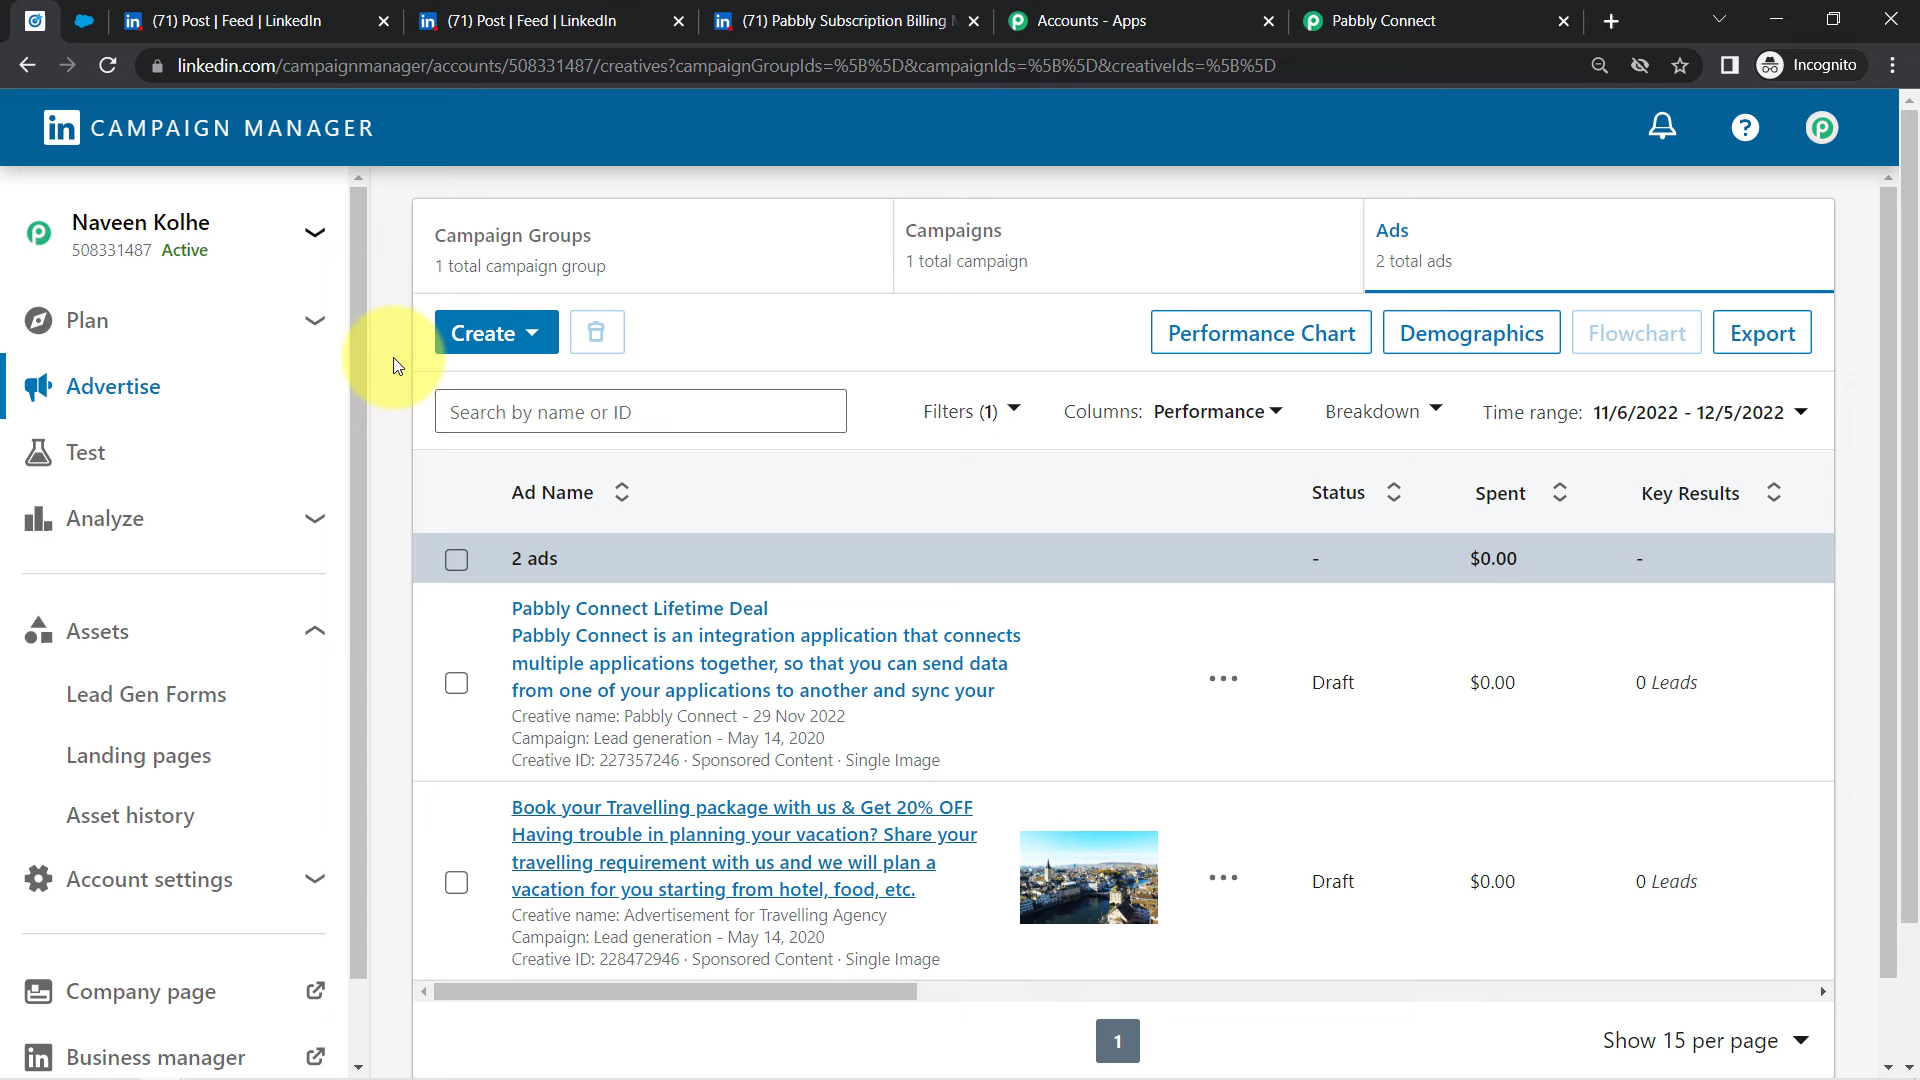 (71) Post | Feed | LinkedIn
(71) Post | Feed | LinkedIn
(71) Pabbly Subscription Billing
Accounts - Apps
Pabbly Connect
linkedin.com/campaignmanager/accounts/508331487/creatives?campaignGroupIds=%5B%5D&campaignIds=%5B%5D&creativeIds=%5B%5D
Incognito
in CAMPAIGN MANAGER
Naveen Kolhe
508331487 Active
Plan
Advertise
Test
Analyze
Assets
Lead Gen Forms
Landing pages
Asset history
Account settings
Company page
Business manager
Campaign Groups
1 total campaign group
Campaigns
1 total campaign
Ads
2 total ads
Create
Performance Chart
Demographics
Flowchart
Export
Search by name or ID
Filters (1)
Columns: Performance
Breakdown
Time range: 11/6/2022 - 12/5/2022
Ad Name
Status
Spent
Key Results
2 ads
-
$0.00
-
Pabbly Connect Lifetime Deal
Pabbly Connect is an integration application that connects
multiple applications together, so that you can send data
from one of your applications to another and sync your
Creative name: Pabbly Connect - 29 Nov 2022
Campaign: Lead generation - May 14, 2020
Creative ID: 227357246 · Sponsored Content · Single Image
Draft
$0.00
0 Leads
Book your Travelling package with us & Get 20% OFF
Having trouble in planning your vacation? Share your
travelling requirement with us and we will plan a
vacation for you starting from hotel, food, etc.
Creative name: Advertisement for Travelling Agency
Campaign: Lead generation - May 14, 2020
Creative ID: 228472946 · Sponsored Content · Single Image
Draft
$0.00
0 Leads
1
Show 15 per page